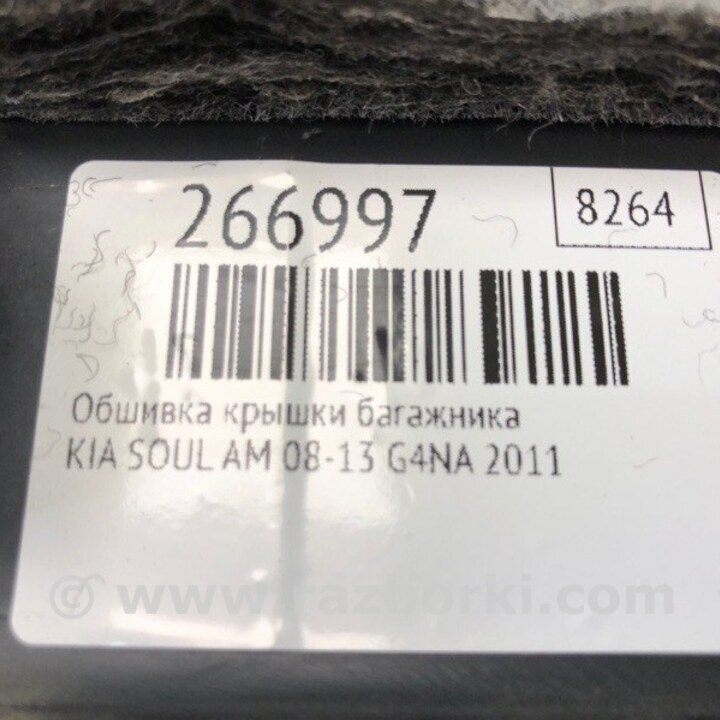 266997
8264
Обшивка крышки багажника
KIA SOUL AM 08-13 G4NA 2011
© www.razborki.com